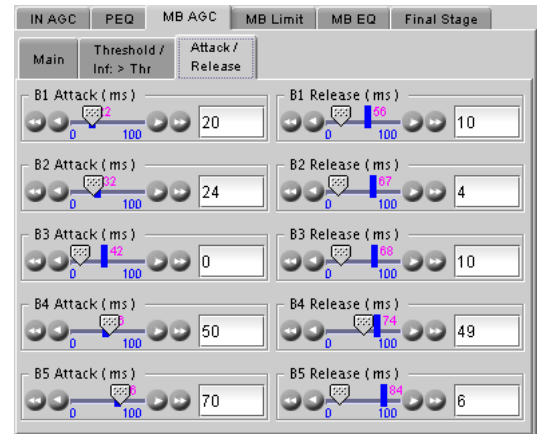 IN AGC PEQ MB AGC MB Limit MB EQ Final Stage
Main Threshold / Inf: > Thr Attack / Release
B1 Attack ( ms )
0 100 20
B1 Release ( ms )
56 0 100 10
B2 Attack ( ms )
32 0 100 24
B2 Release ( ms )
67 0 100 4
B3 Attack ( ms )
42 0 100 0
B3 Release ( ms )
68 0 100 10
B4 Attack ( ms )
0 100 50
B4 Release ( ms )
74 0 100 49
B5 Attack ( ms )
0 100 70
B5 Release ( ms )
84 0 100 6